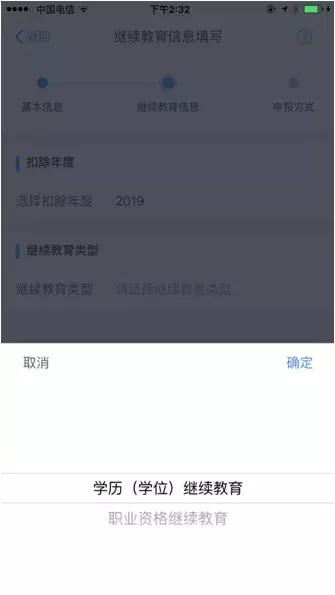 中国电信 下午2:32
返回 继续教育信息填写 ?
基本信息 继续教育信息 申报方式
扣除年度
选择扣除年度 2019
继续教育类型
继续教育类型 请选择继续教育类型
取消 确定
学历（学位）继续教育
职业资格继续教育